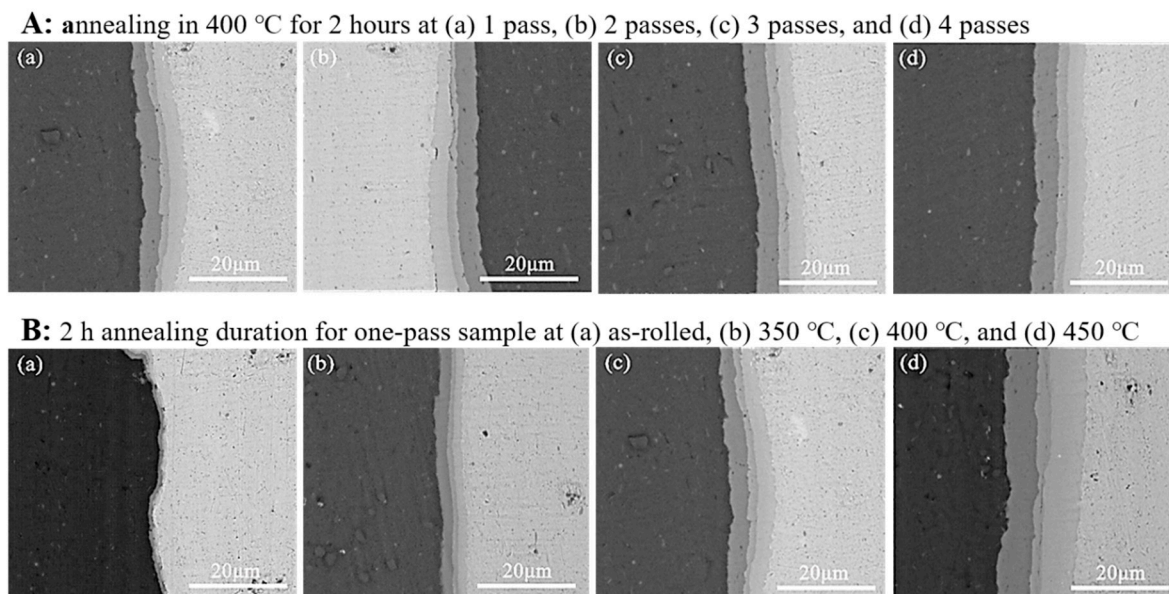 A: annealing in 400 °C for 2 hours at (a) 1 pass, (b) 2 passes, (c) 3 passes, and (d) 4 passes
(a) (b) (c) (d)
20μm 20μm 20μm 20μm
B: 2 h annealing duration for one-pass sample at (a) as-rolled, (b) 350 °C, (c) 400 °C, and (d) 450 °C
(a) (b) (c) (d)
20μm 20μm 20μm 20μm